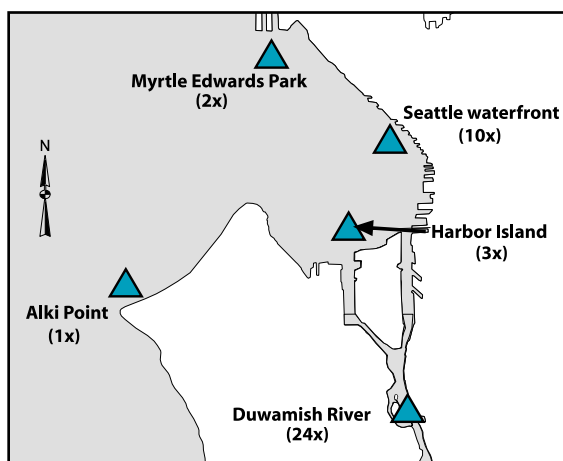 Myrtle Edwards Park
(2x)
Seattle waterfront
(10x)
N
Harbor Island
(3x)
Alki Point
(1x)
Duwamish River
(24x)